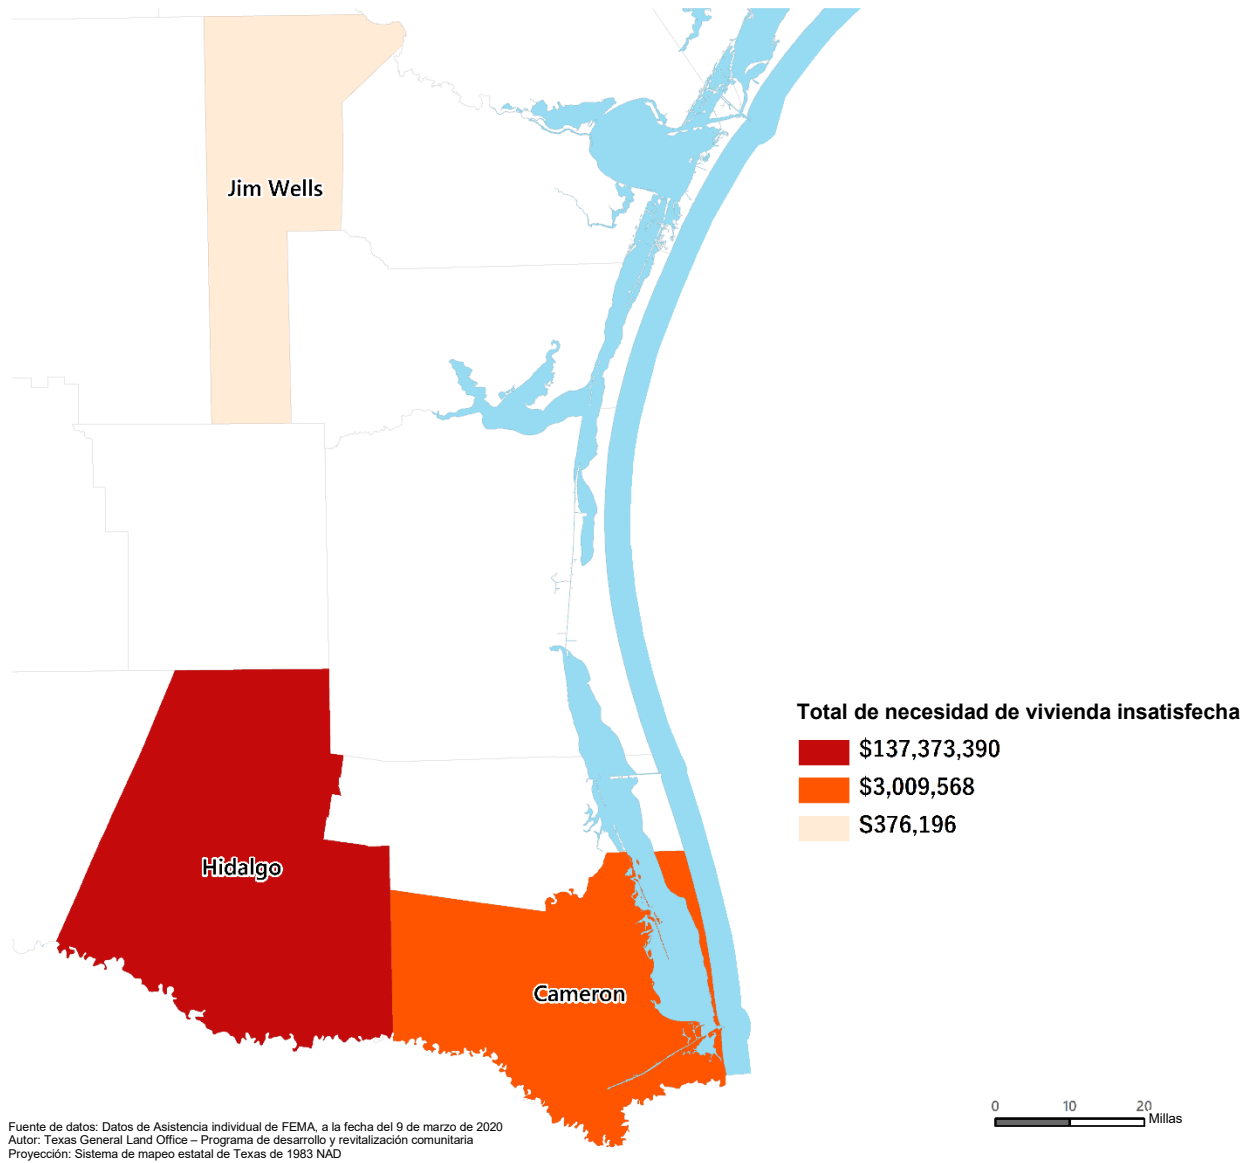 Jim Wells
Total de necesidad de vivienda insatisfecha
$137,373,390
$3,009,568
S376,196
Hidalgo
Cameron
0 10 20
Millas
Fuente de datos: Datos de Asistencia individual de FEMA, a la fecha del 9 de marzo de 2020
Autor: Texas General Land Office – Programa de desarrollo y revitalización comunitaria
Proyección: Sistema de mapeo estatal de Texas de 1983 NAD